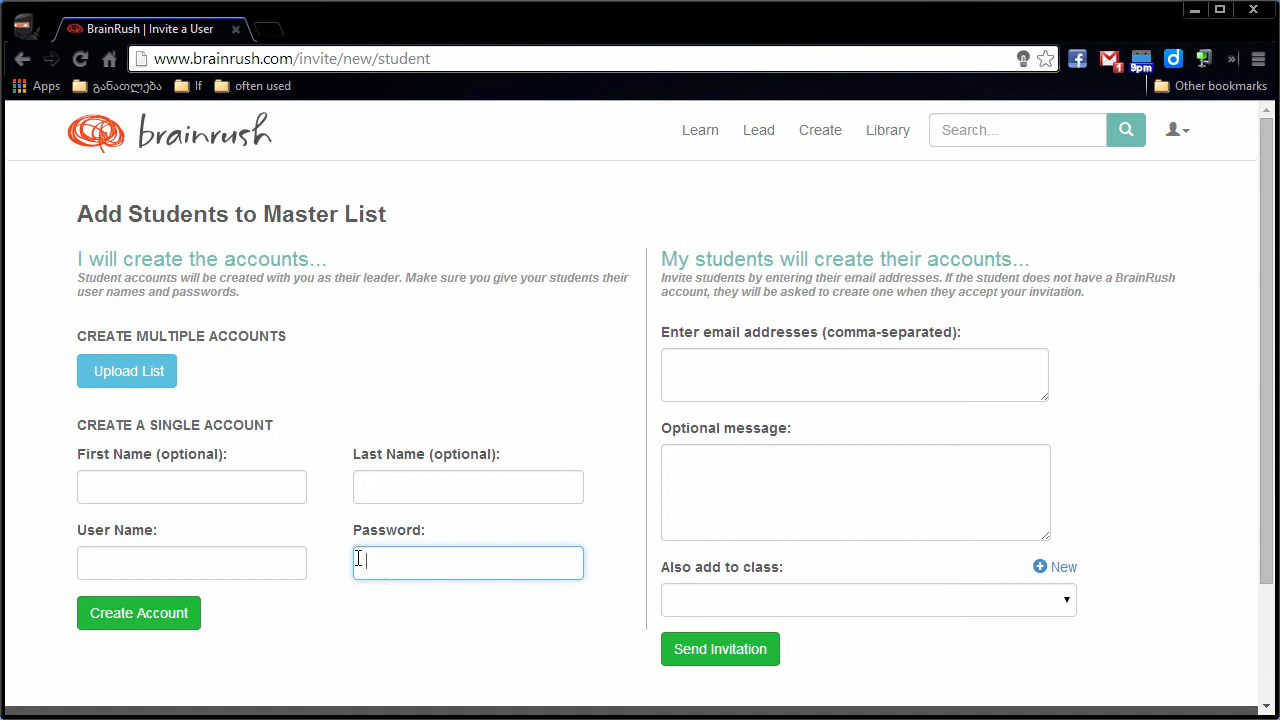 BrainRush | Invite a User
www.brainrush.com/invite/new/student
1
9pm
Apps
განათლება
If
often used
Other bookmarks
brainrush
Learn
Lead
Create
Library
Search...
Add Students to Master List
I will create the accounts...
Student accounts will be created with you as their leader. Make sure you give your students their
user names and passwords.
CREATE MULTIPLE ACCOUNTS
Upload List
CREATE A SINGLE ACCOUNT
First Name (optional):
Last Name (optional):
User Name:
Password:
Create Account
My students will create their accounts...
Invite students by entering their email addresses. If the student does not have a BrainRush
account, they will be asked to create one when they accept your invitation.
Enter email addresses (comma-separated):
Optional message:
Also add to class:
New
Send Invitation